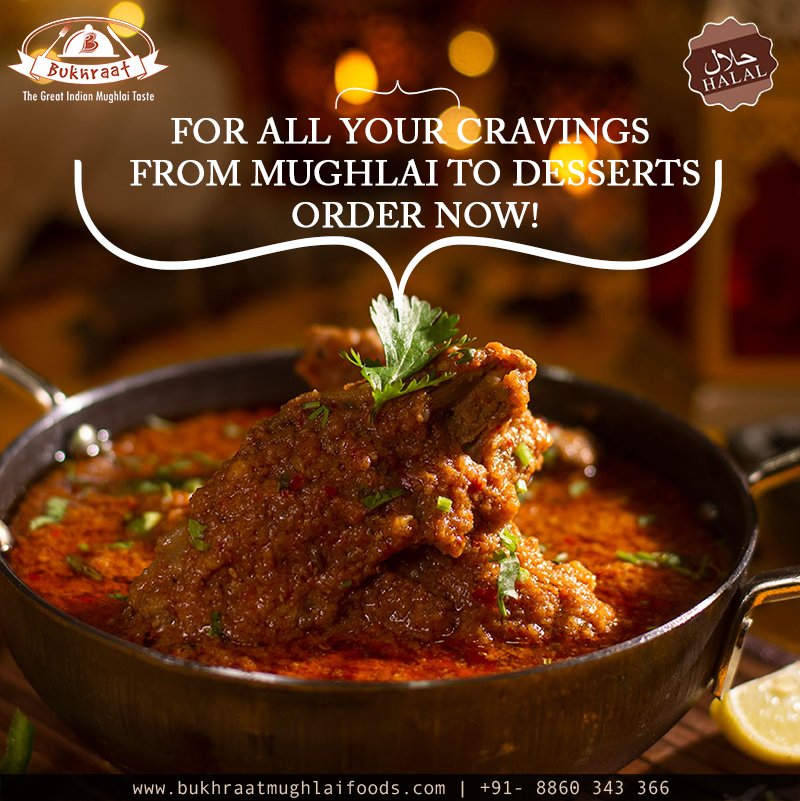 Bukhraat
The Great Indian Mughlai Taste
حلال
HALAL
FOR ALL YOUR CRAVINGS
FROM MUGHLAI TO DESSERTS
ORDER NOW!
www.bukhraatmughlaifoods.com | +91- 8860 343 366